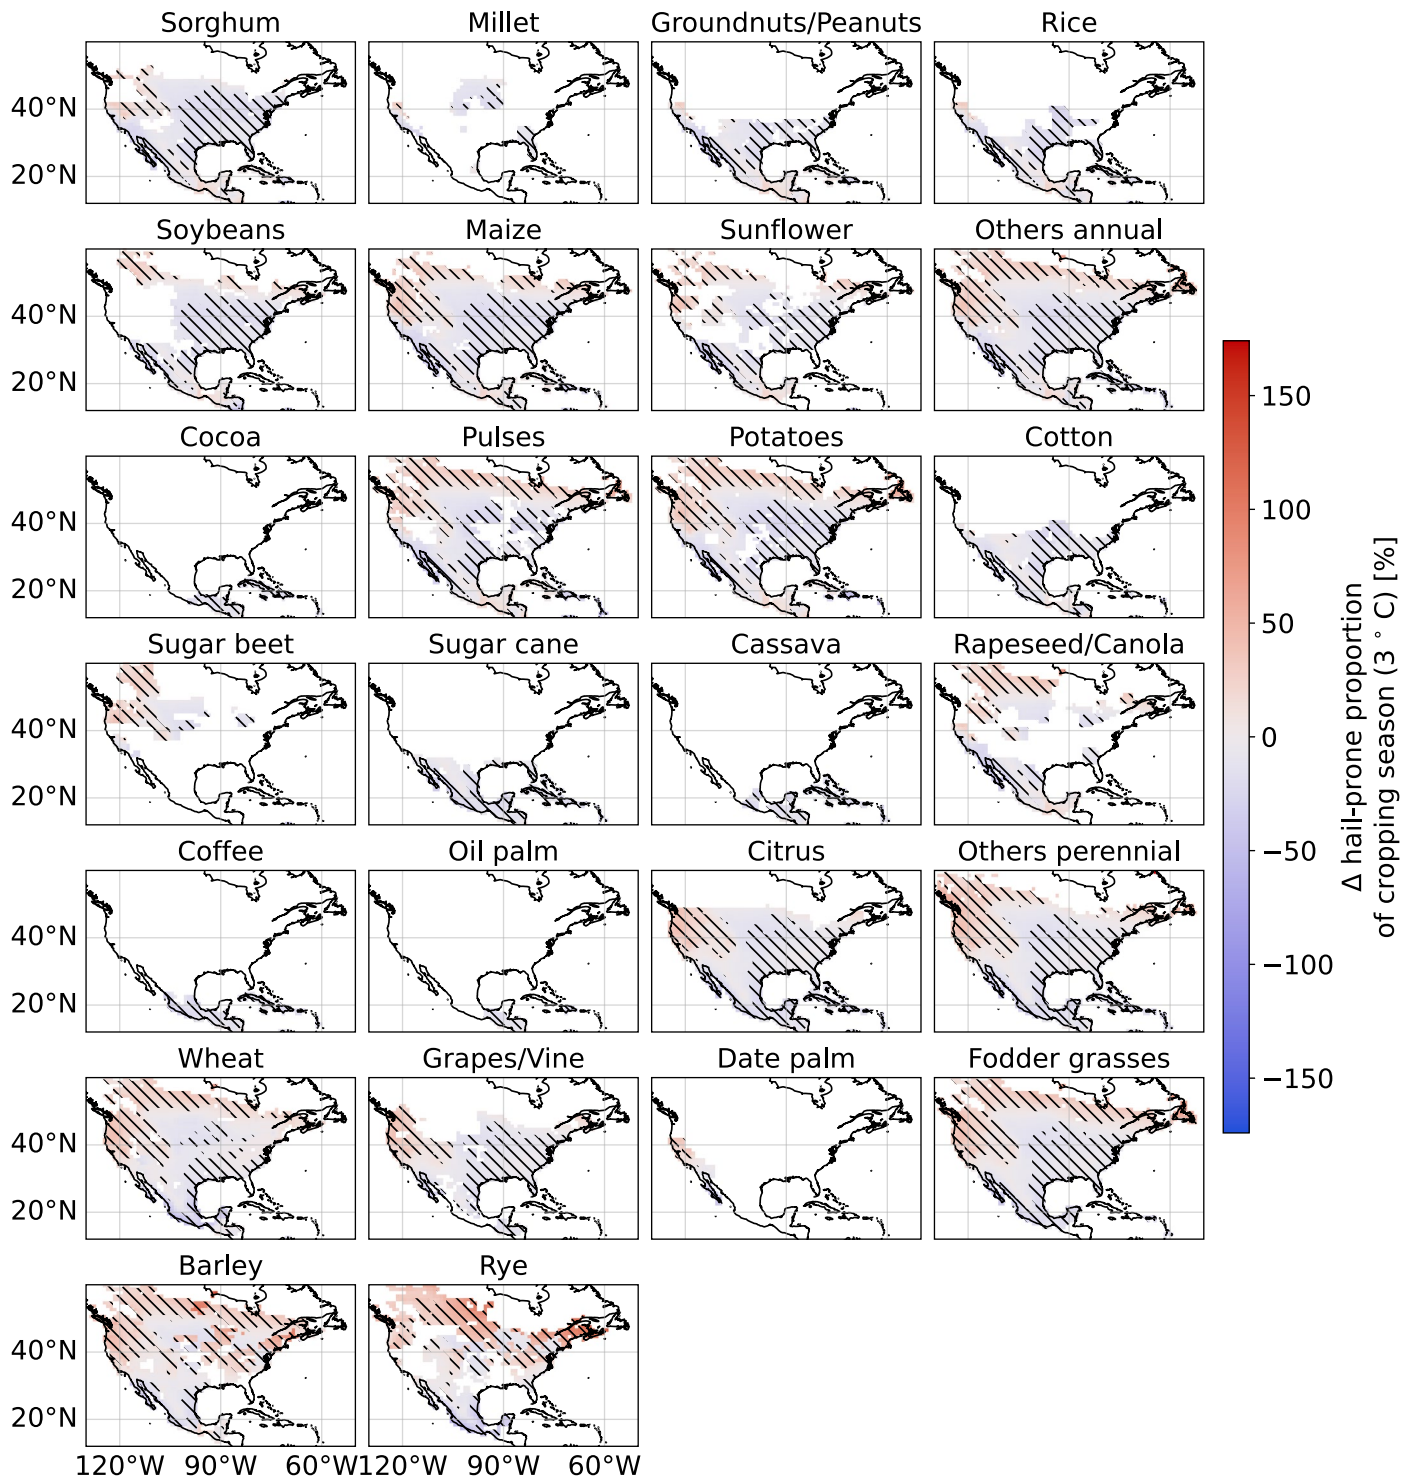 Sorghum Millet Groundnuts/Peanuts Rice
40°N
20°N
Soybeans Maize Sunflower Others annual
40°N
20°N
Cocoa Pulses Potatoes Cotton
40°N
20°N
Sugar beet Sugar cane Cassava Rapeseed/Canola
40°N
20°N
Coffee Oil palm Citrus Others perennial
40°N
20°N
Wheat Grapes/Vine Date palm Fodder grasses
40°N
20°N
Barley Rye
40°N
20°N
120°W 90°W 60°W 120°W 90°W 60°W
150
100
50
0
−50
−100
−150
Δ hail-prone proportion
of cropping season (3 ° C) [%]